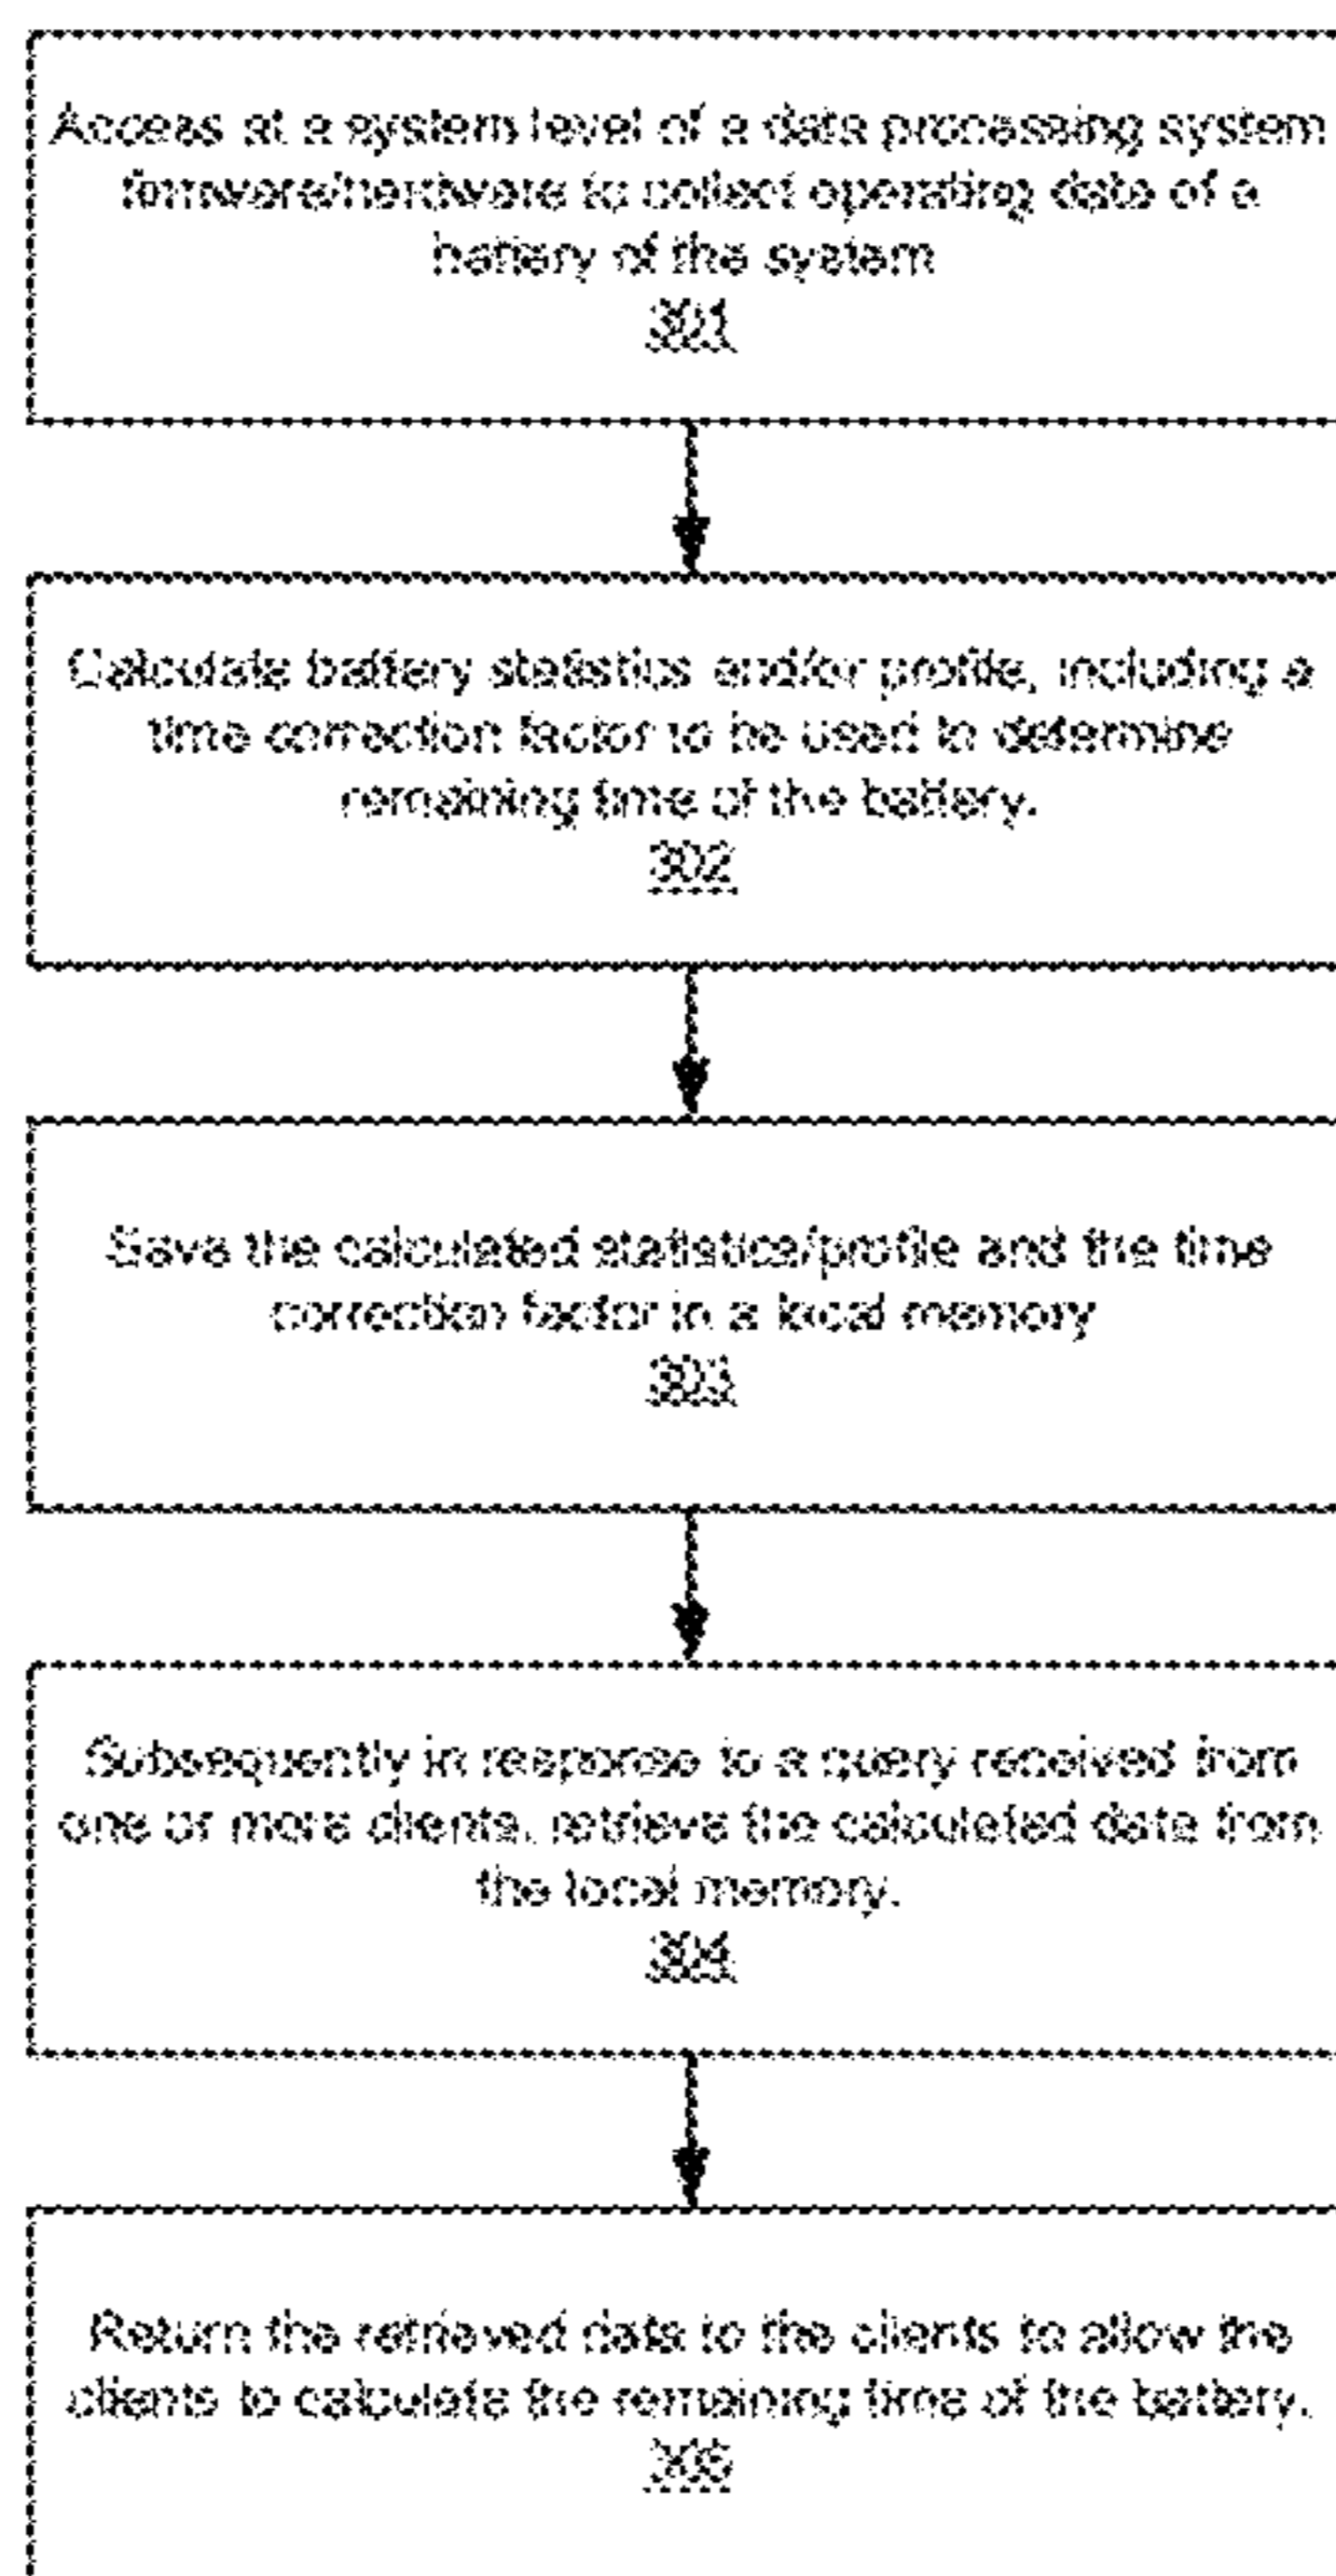 Access at a system level of a data processing system
firmware/hardware to collect operating data of a
battery of the system
301
Calculate battery statistics and/or profile, including a
time correction factor to be used to determine
remaining time of the battery.
302
Save the calculated statistics/profile and the time
correction factor in a local memory
303
Subsequently in response to a query received from
one or more clients, retrieve the calculated data from
the local memory.
304
Return the retrieved data to the clients to allow the
clients to calculate the remaining time of the battery.
305